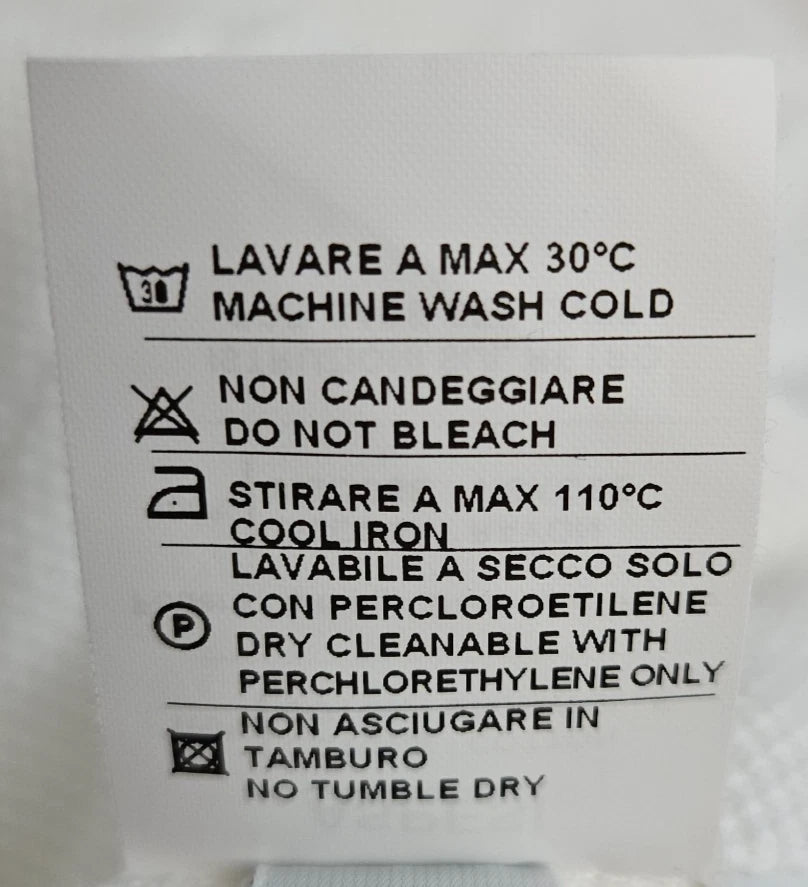 30
LAVARE A MAX 30°C
MACHINE WASH COLD
NON CANDEGGIARE
DO NOT BLEACH
STIRARE A MAX 110°C
COOL IRON
LAVABILE A SECCO SOLO
CON PERCLOROETILENE
P
DRY CLEANABLE WITH
PERCHLORETHYLENE ONLY
NON ASCIUGARE IN
TAMBURO
NO TUMBLE DRY